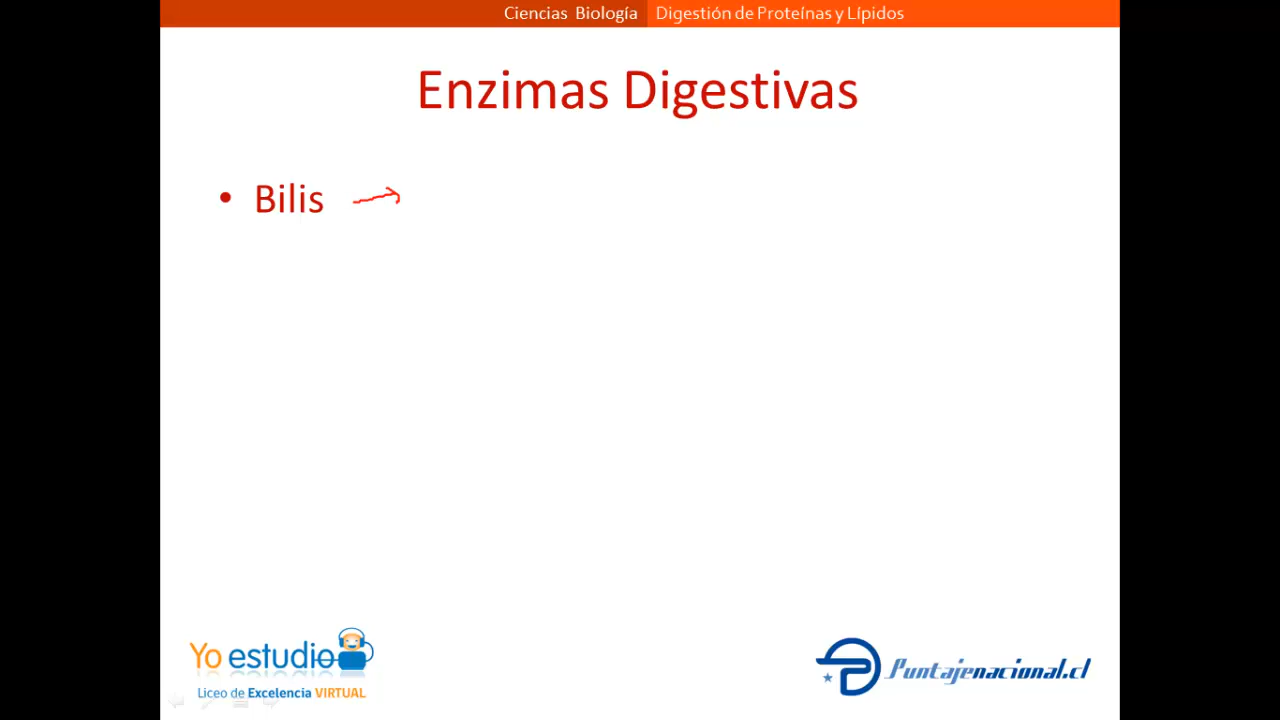 Ciencias Biología Digestión de Proteínas y Lípidos
Enzimas Digestivas
• Bilis
Yo estudio
Liceo de Excelencia VIRTUAL
Puntajenacional.cl